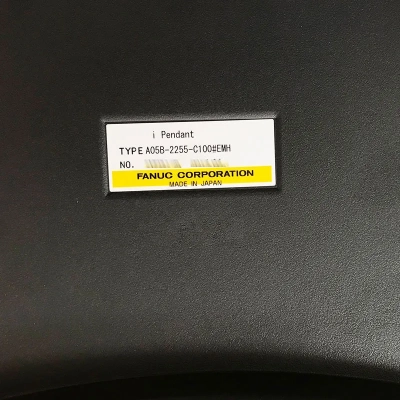 i Pendant
TYPE A05B-2255-C100#EMH
NO.
FANUC CORPORATION
MADE IN JAPAN